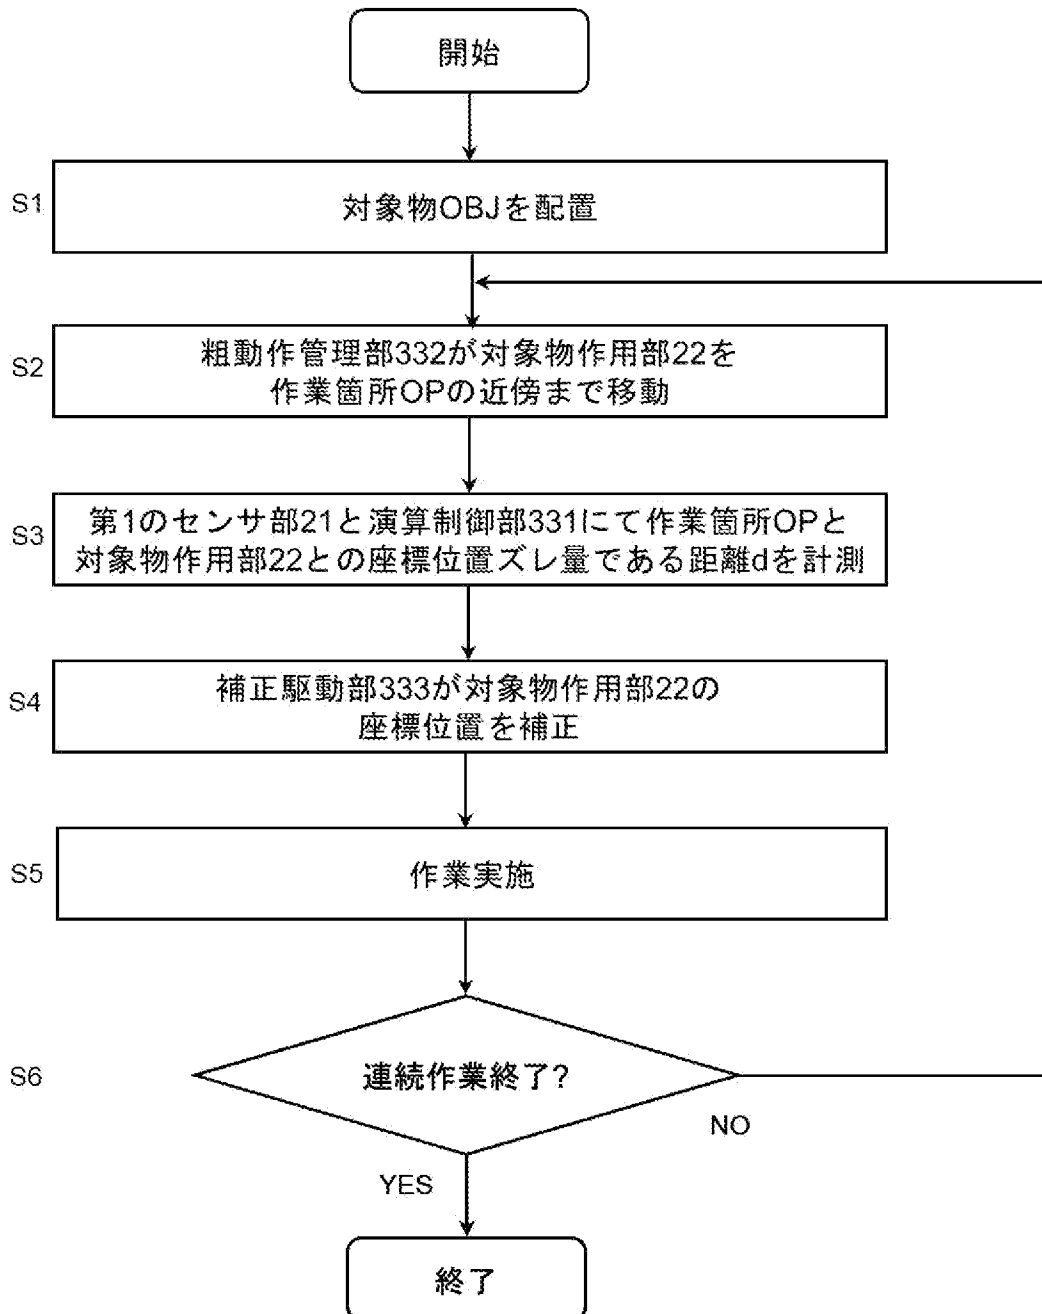 開始
S1
対象物OBJを配置
S2
粗動作管理部332が対象物作用部22を
作業箇所OPの近傍まで移動
S3
第1のセンサ部21と演算制御部331にて作業箇所OPと
対象物作用部22との座標位置ズレ量である距離dを計測
S4
補正駆動部333が対象物作用部22の
座標位置を補正
S5
作業実施
S6
連続作業終了?
NO
YES
終了